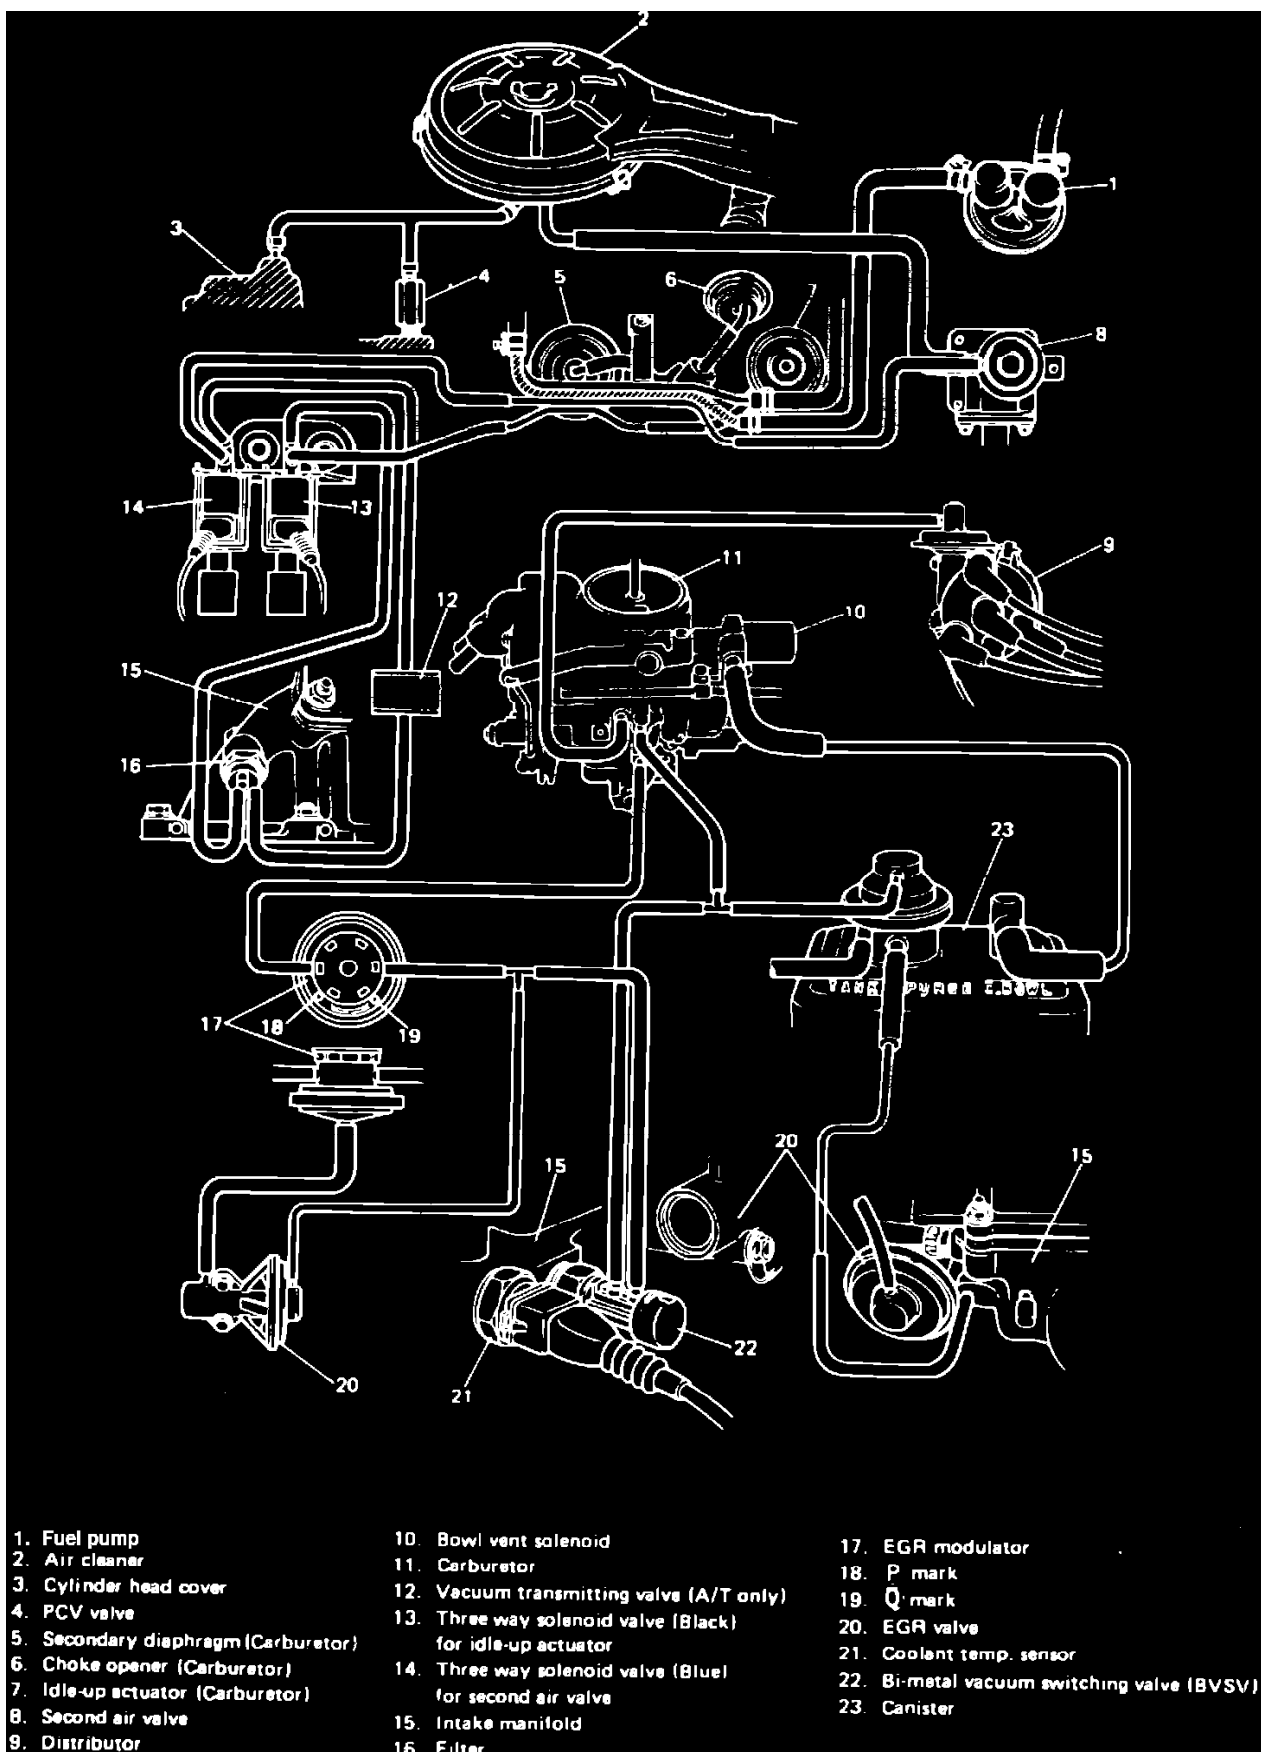 2
1
3
4
5
6
7
8
14
13
9
11
12
10
15
16
23
TANK PURGE F.BOWL
17
18
19
20
15
15
22
20
21
1. Fuel pump
2. Air cleaner
3. Cylinder head cover
4. PCV valve
5. Secondary diaphragm (Carburetor)
6. Choke opener (Carburetor)
7. Idle-up actuator (Carburetor)
8. Second air valve
9. Distributor
10. Bowl vent solenoid
11. Carburetor
12. Vacuum transmitting valve (A/T only)
13. Three way solenoid valve (Black)
for idle-up actuator
14. Three way solenoid valve (Blue)
for second air valve
15. Intake manifold
16. Filter
17. EGR modulator
18. P mark
19. Q mark
20. EGR valve
21. Coolant temp. sensor
22. Bi-metal vacuum switching valve (BVSV)
23. Canister